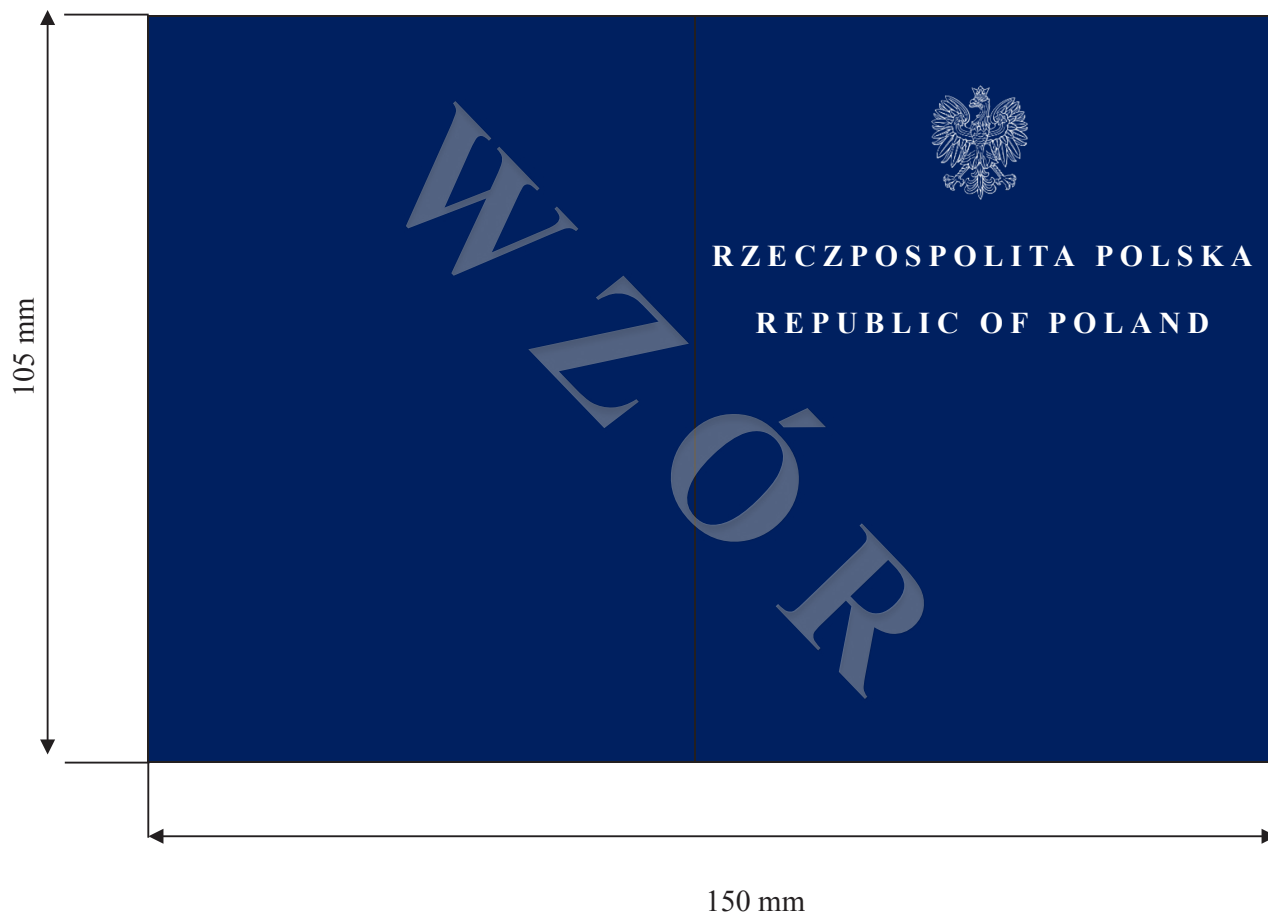 RZECZPOSPOLITA POLSKA
REPUBLIC OF POLAND
WZÓR
105 mm
150 mm